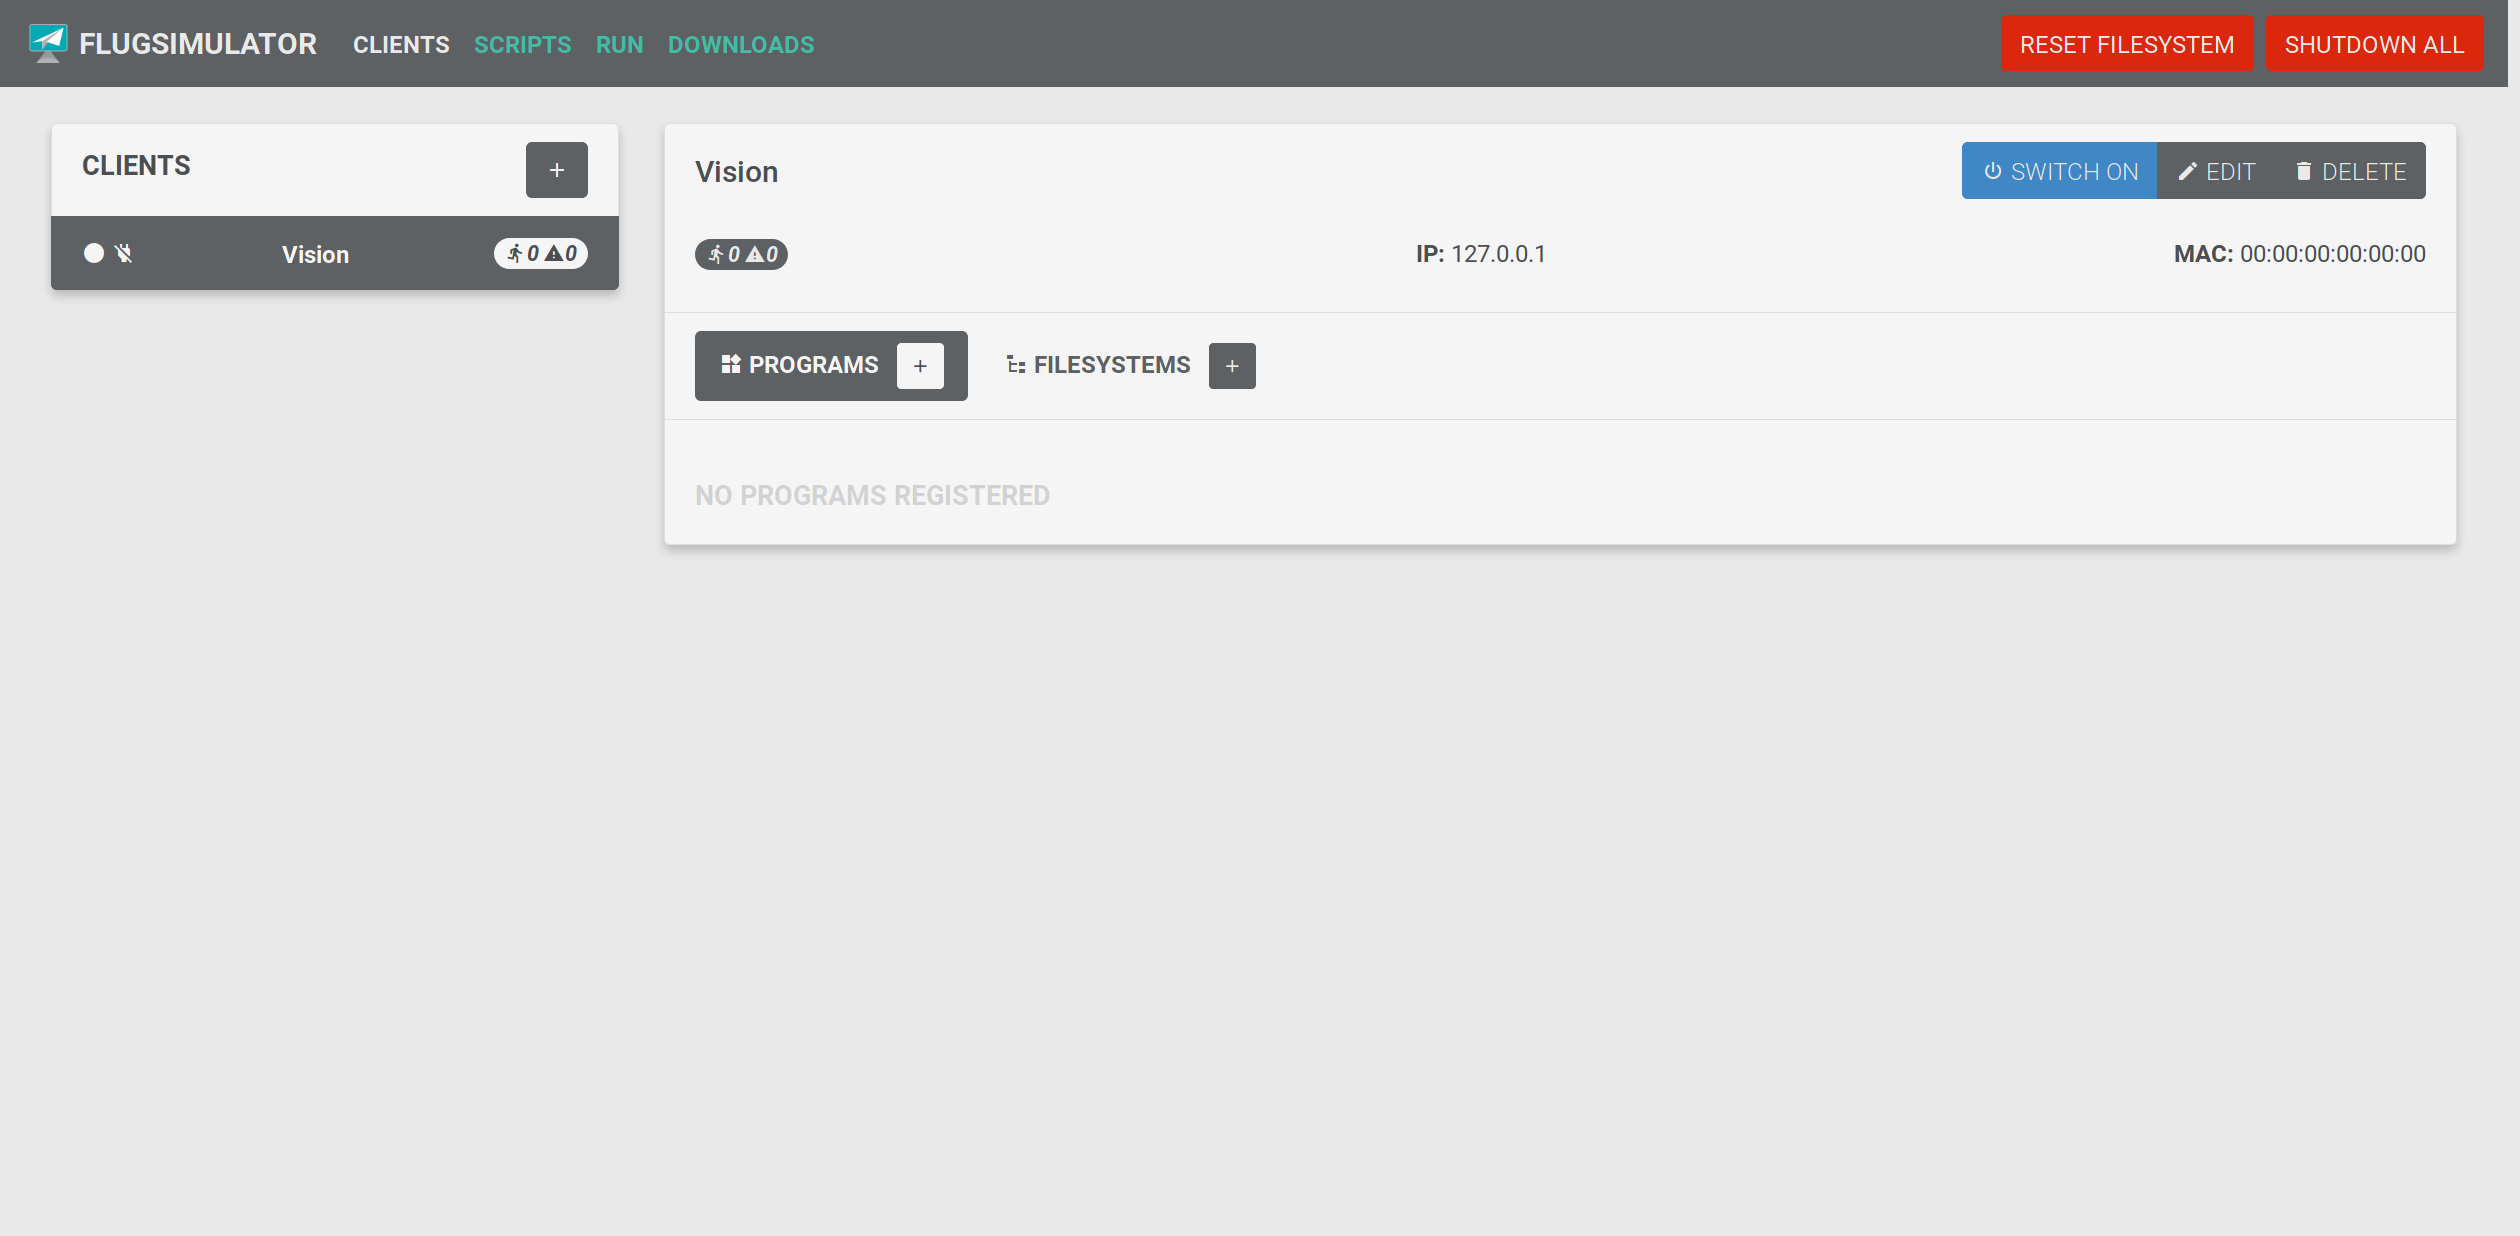 FLUGSIMULATOR CLIENTS SCRIPTS RUN DOWNLOADS RESET FILESYSTEM SHUTDOWN ALL
CLIENTS +
Vision 0 0
Vision SWITCH ON EDIT DELETE
0 0 IP: 127.0.0.1 MAC: 00:00:00:00:00:00
PROGRAMS + FILESYSTEMS +
NO PROGRAMS REGISTERED